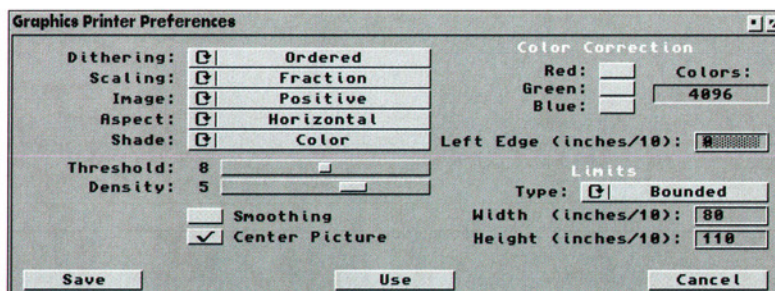 Graphics Printer Preferences
Dithering: Ordered
Scaling: Fraction
Image: Positive
Aspect: Horizontal
Shade: Color
Threshold: 8
Density: 5
Smoothing
Center Picture
Color Correction
Red:
Green:
Blue:
Colors:
4096
Left Edge (inches/10): 0
Limits
Type: Bounded
Width (inches/10): 80
Height (inches/10): 110
Save
Use
Cancel